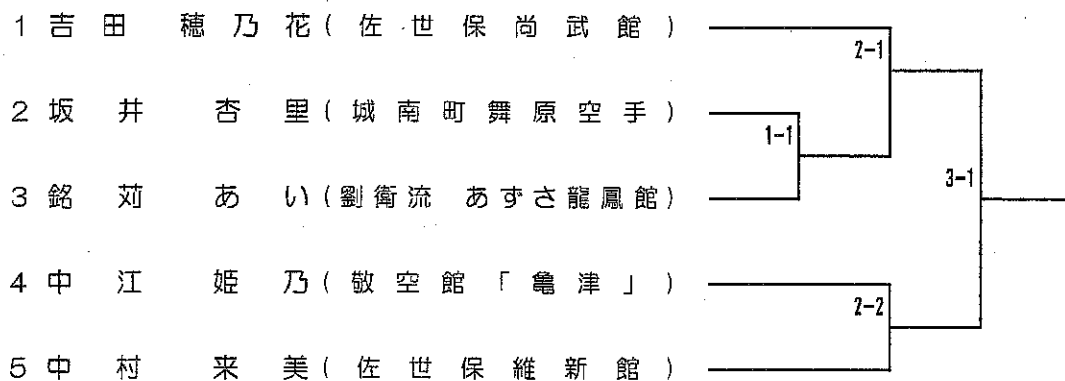 1 吉田 穂乃花(佐世保尚武館)
2-1
2 坂井 杏里(城南町舞原空手)
1-1
3 銘苅 あい(劉衛流 あずさ龍鳳館)
3-1
4 中江 姫乃(敬空館「亀津」)
2-2
5 中村 来美(佐世保維新館)